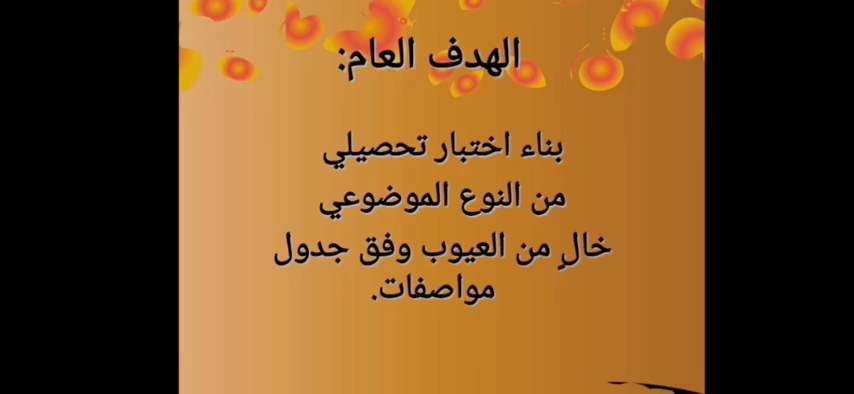 الهدف العام:
بناء اختبار تحصيلي
من النوع الموضوعي
خالٍ من العيوب وفق جدول
مواصفات.